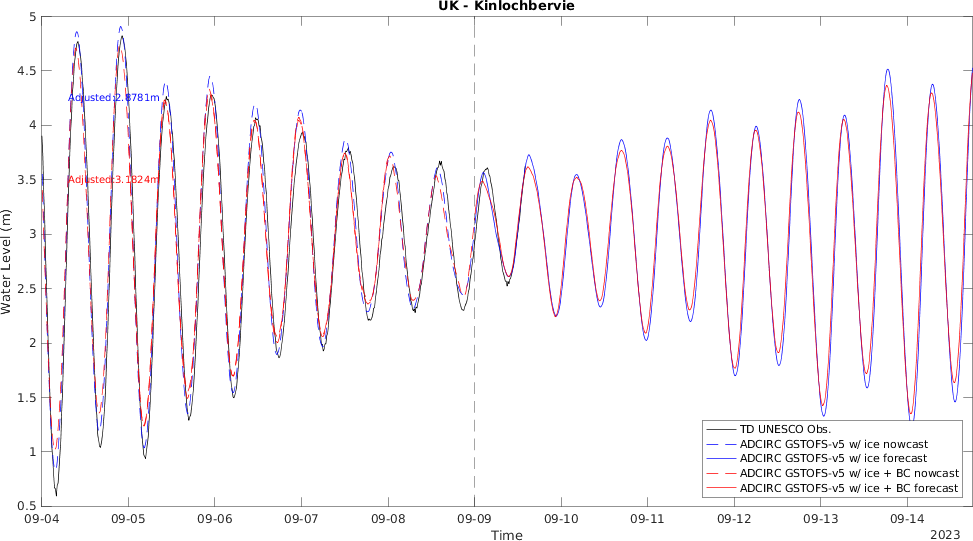 UK - Kinlochbervie
5
4.5
4
3.5
3
2.5
2
1.5
1
0.5
Water Level (m)
Adjusted:2.8781m
Adjusted:3.1824m
TD UNESCO Obs.
ADCIRC GSTOFS-v5 w/ ice nowcast
ADCIRC GSTOFS-v5 w/ ice forecast
ADCIRC GSTOFS-v5 w/ ice + BC nowcast
ADCIRC GSTOFS-v5 w/ ice + BC forecast
09-04 09-05 09-06 09-07 09-08 09-09 09-10 09-11 09-12 09-13 09-14
Time
2023